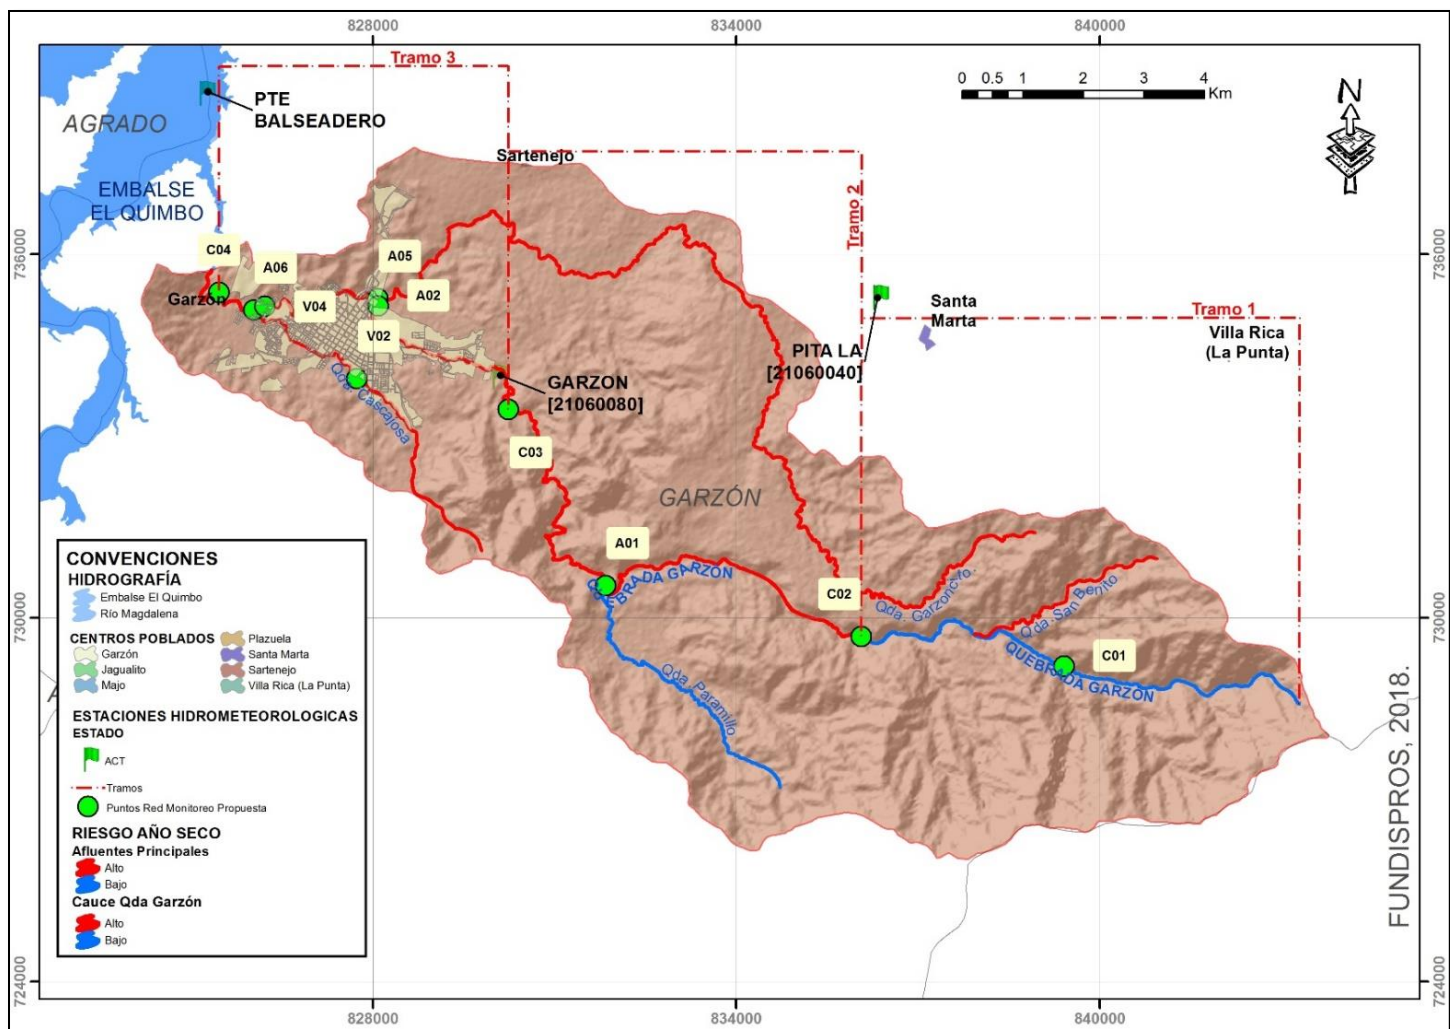 828000
834000
840000
Tramo 3
0 0.5 1 2 3 4
Km
N
PTE
BALSEADERO
AGRADO
Sartenejo
EMBALSE
EL QUIMBO
Tramo 2
736000
736000
C04
A06
A05
A02
Garzón
V04
V02
Santa
Marta
Tramo 1
Villa Rica
(La Punta)
PITA LA
[21060040]
GARZON
[21060080]
Qda. Cascajosa
C03
GARZÓN
A01
QUEBRADA GARZÓN
C02
Qda. Garzoncito.
Qda. San Benito
C01
QUEBRADA GARZÓN
730000
730000
Qda. Paramillo
CONVENCIONES
HIDROGRAFÍA
Embalse El Quimbo
Río Magdalena
CENTROS POBLADOS
Garzón
Jagualito
Majo
Plazuela
Santa Marta
Sartenejo
Villa Rica (La Punta)
ESTACIONES HIDROMETEOROLOGICAS
ESTADO
ACT
Tramos
Puntos Red Monitoreo Propuesta
RIESGO AÑO SECO
Afluentes Principales
Alto
Bajo
Cauce Qda Garzón
Alto
Bajo
FUNDISPROS, 2018.
724000
724000
828000
834000
840000